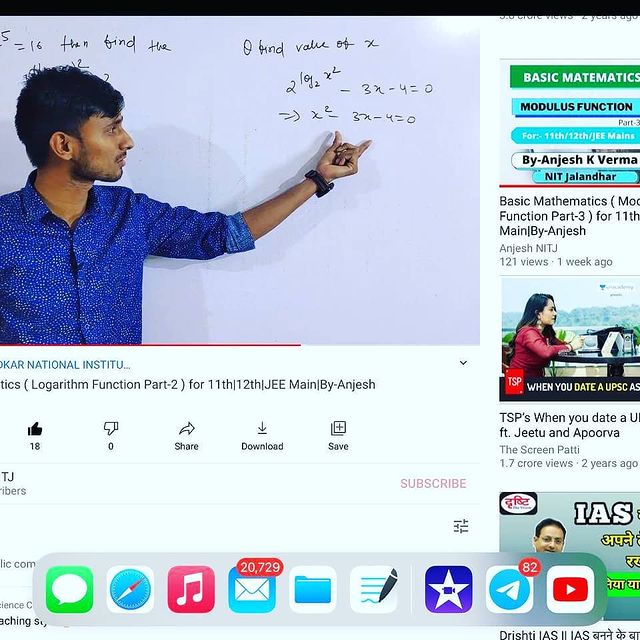 5 = 16 then find the
Q find value of x
2^{log_2 x^2} - 3x - 4 = 0
⇒ x^2 - 3x - 4 = 0
OKAR NATIONAL INSTITU...
tics ( Logarithm Function Part-2 ) for 11th|12th|JEE Main|By-Anjesh
18
0
Share
Download
Save
TJ
ribers
SUBSCRIBE
lic com
cience C
aching sty
20,729
82
3.6 crore views · 2 years ago
BASIC MATEMATICS
MODULUS FUNCTION
Part-3
For:- 11th/12th/JEE Mains
By-Anjesh K Verma
NIT Jalandhar
Basic Mathematics ( Mod
Function Part-3 ) for 11th
Main|By-Anjesh
Anjesh NITJ
121 views · 1 week ago
unacademy
TSP
WHEN YOU DATE A UPSC AS
TSP's When you date a U
ft. Jeetu and Apoorva
The Screen Patti
1.7 crore views · 2 years ago
दृष्टि
IAS
अपने
Drishti IAS || IAS बनने के बा